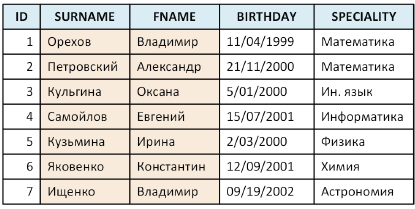 ID SURNAME FNAME BIRTHDAY SPECIALITY
1 Орехов Владимир 11/04/1999 Математика
2 Петровский Александр 21/11/2000 Математика
3 Кульгина Оксана 5/01/2000 Ин. язык
4 Самойлов Евгений 15/07/2001 Информатика
5 Кузьмина Ирина 2/03/2000 Физика
6 Яковенко Константин 12/09/2001 Химия
7 Ищенко Владимир 09/19/2002 Астрономия